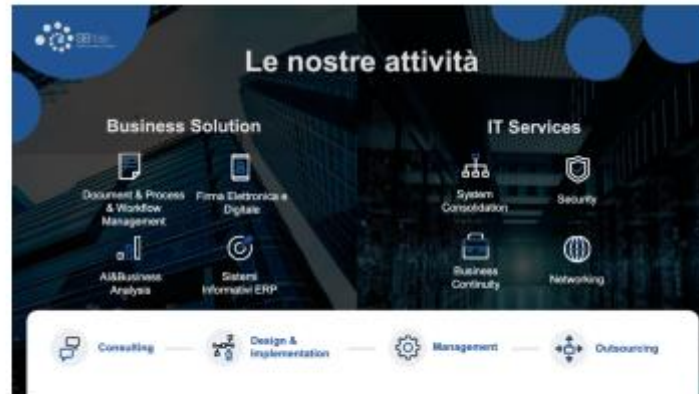 Le nostre attività
Business Solution
Document & Process
& Workflow
Management
Firma Elettronica e
Digitale
AI&Business
Analysis
Sistemi
Informativi ERP
IT Services
System
Consolidation
Security
Business
Continuity
Networking
Consulting
Design &
Implementation
Management
Outsourcing